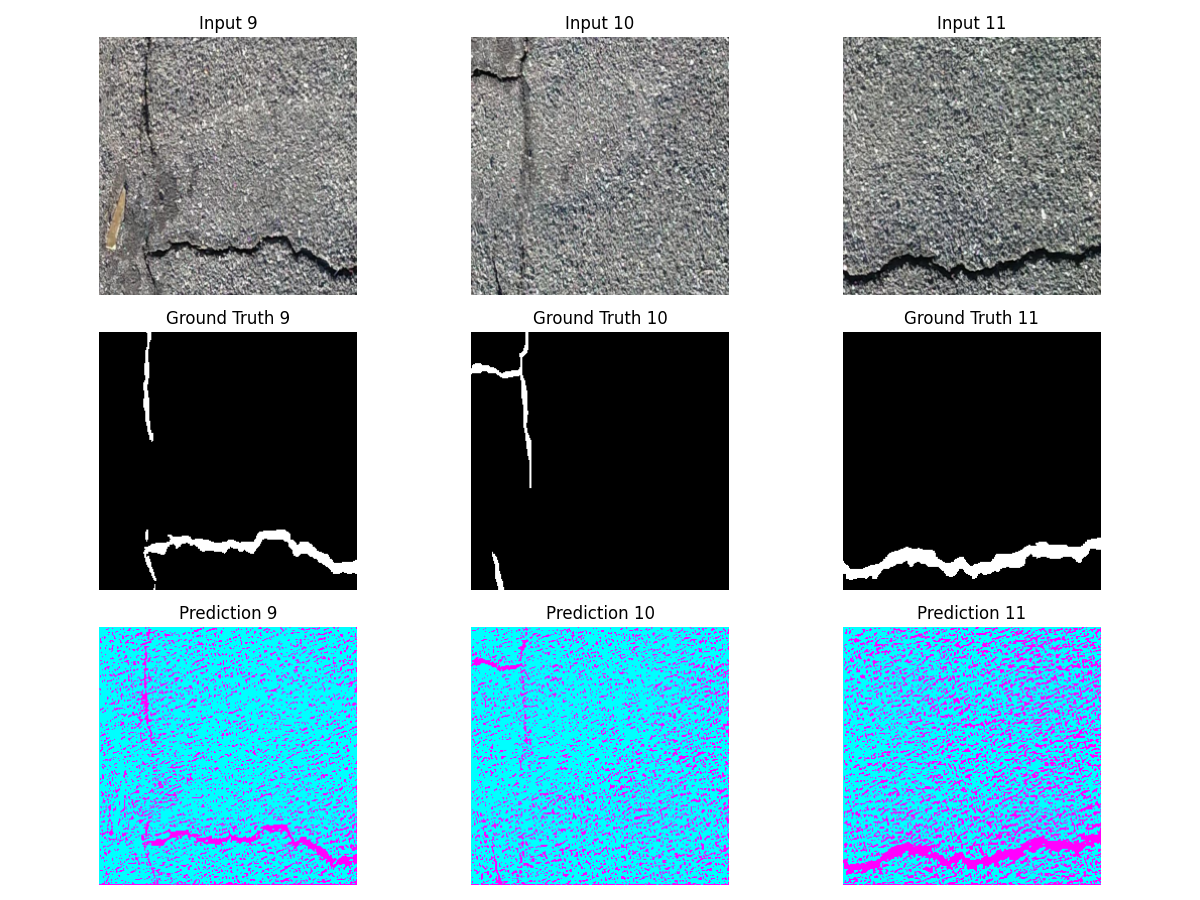 Input 9
Input 10
Input 11
Ground Truth 9
Ground Truth 10
Ground Truth 11
Prediction 9
Prediction 10
Prediction 11